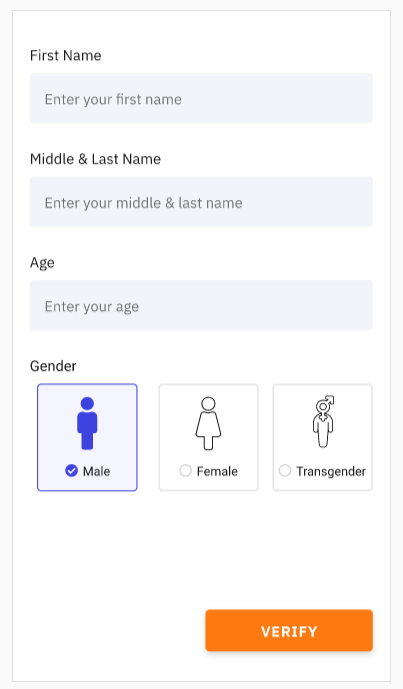 First Name
Enter your first name
Middle & Last Name
Enter your middle & last name
Age
Enter your age
Gender
Male Female Transgender
VERIFY